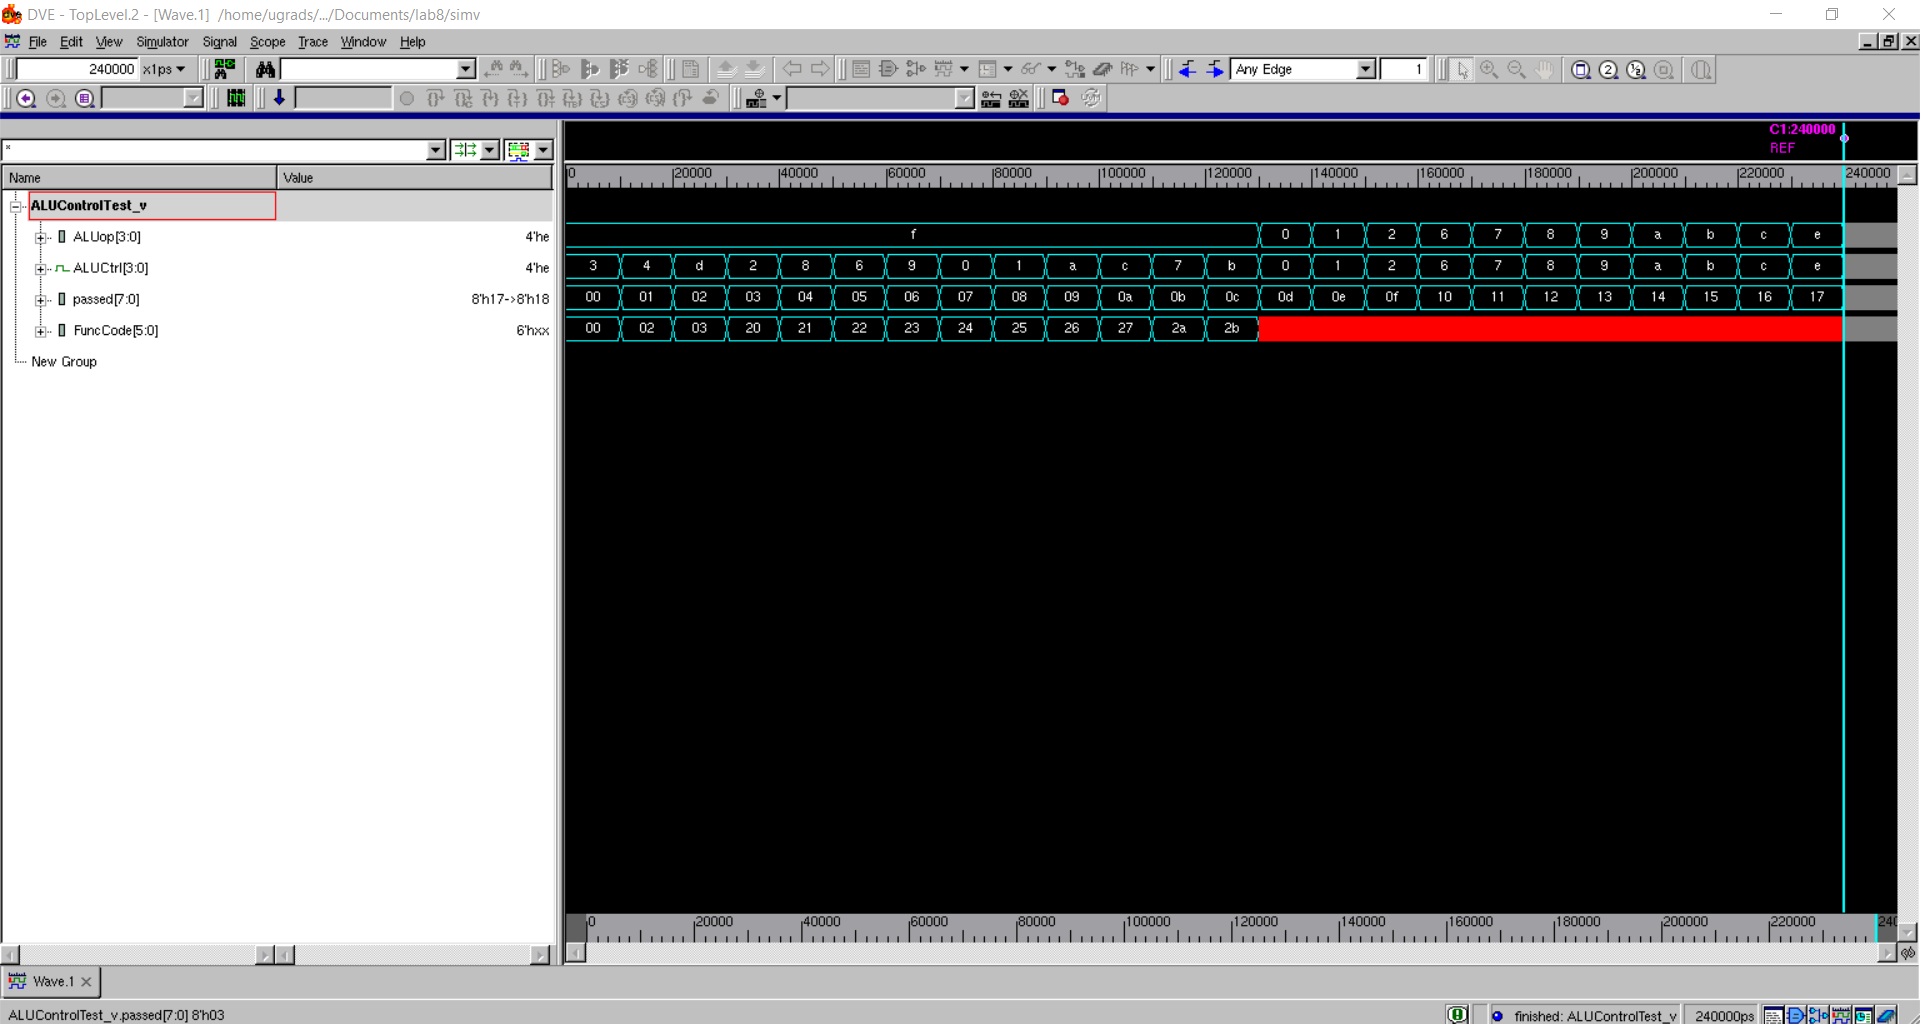 DVE - TopLevel.2 - [Wave.1]  /home/ugrads/.../Documents/lab8/simv
File Edit View Simulator Signal Scope Trace Window Help
240000 x1ps Any Edge 1
C1:240000
REF
*
Name Value
0 20000 40000 60000 80000 100000 120000 140000 160000 180000 200000 220000 240000
ALUControlTest_v
ALUop[3:0] 4'he f 0 1 2 6 7 8 9 a b c e
ALUCtrl[3:0] 4'he 3 4 d 2 8 6 9 0 1 a c 7 b 0 1 2 6 7 8 9 a b c e
passed[7:0] 8'h17->8'h18 00 01 02 03 04 05 06 07 08 09 0a 0b 0c 0d 0e 0f 10 11 12 13 14 15 16 17
FuncCode[5:0] 6'hxx 00 02 03 20 21 22 23 24 25 26 27 2a 2b
New Group
0 20000 40000 60000 80000 100000 120000 140000 160000 180000 200000 220000 240
Wave.1
ALUControlTest_v.passed[7:0] 8'h03 finished: ALUControlTest_v 240000ps